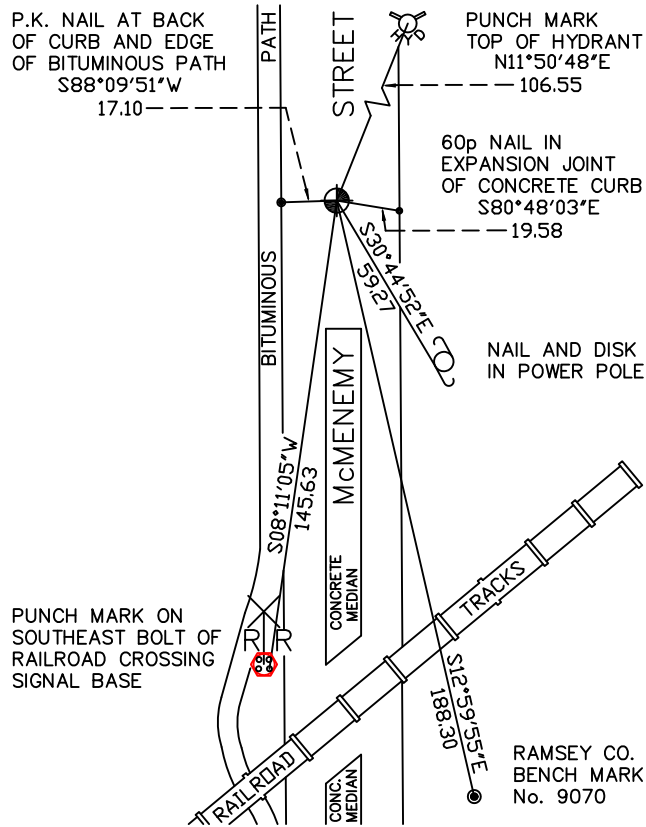 P.K. NAIL AT BACK
OF CURB AND EDGE
OF BITUMINOUS PATH
S88°09'51"W
17.10
PATH
STREET
HYD
PUNCH MARK
TOP OF HYDRANT
N11°50'48"E
106.55
60p NAIL IN
EXPANSION JOINT
OF CONCRETE CURB
S80°48'03"E
19.58
S30°44'52"E
59.27
BITUMINOUS
NAIL AND DISK
IN POWER POLE
McMENEMY
S08°11'05"W
145.63
CONCRETE
MEDIAN
TRACKS
PUNCH MARK ON
SOUTHEAST BOLT OF
RAILROAD CROSSING
SIGNAL BASE
R R
S12°59'55"E
188.30
RAILROAD
CONC.
MEDIAN
RAMSEY CO.
BENCH MARK
No. 9070